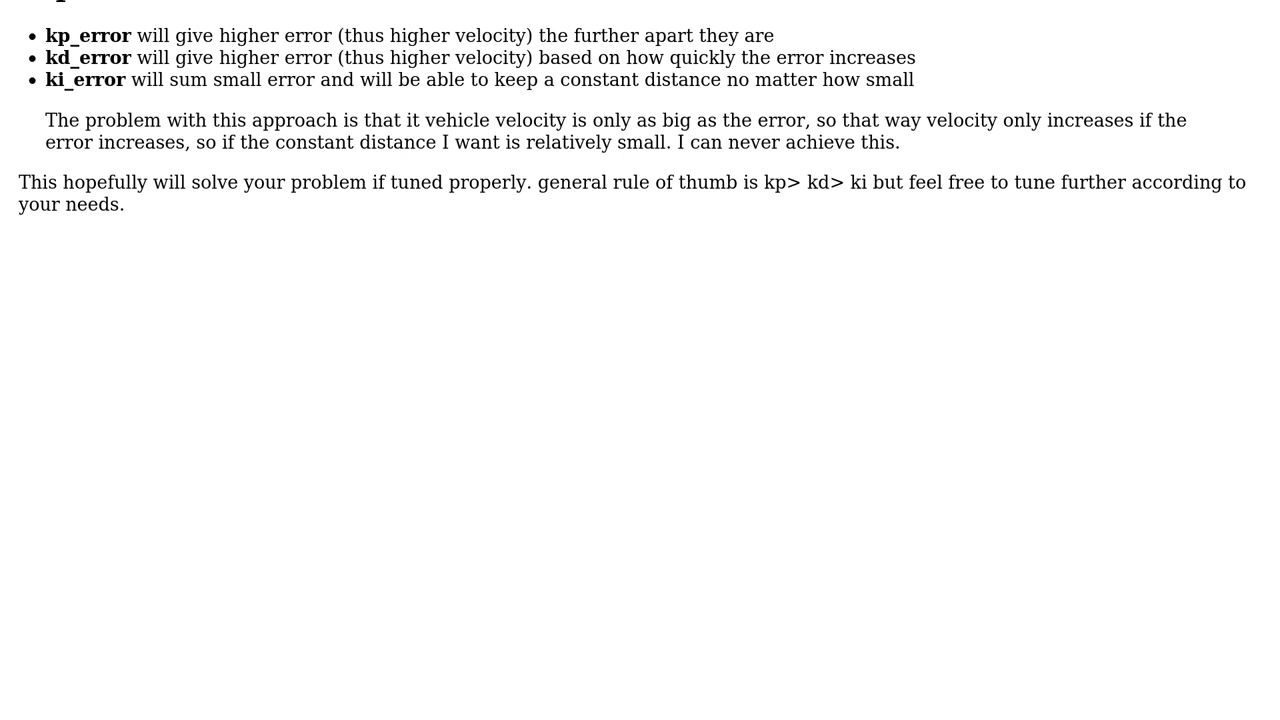 • kp_error will give higher error (thus higher velocity) the further apart they are
• kd_error will give higher error (thus higher velocity) based on how quickly the error increases
• ki_error will sum small error and will be able to keep a constant distance no matter how small
The problem with this approach is that it vehicle velocity is only as big as the error, so that way velocity only increases if the
error increases, so if the constant distance I want is relatively small. I can never achieve this.
This hopefully will solve your problem if tuned properly. general rule of thumb is kp> kd> ki but feel free to tune further according to
your needs.